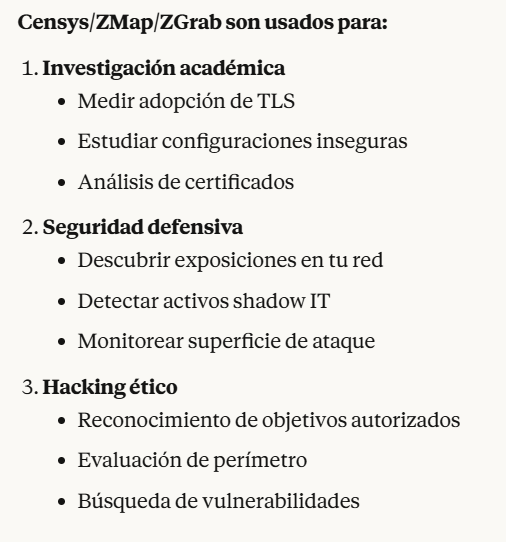 Censys/ZMap/ZGrab son usados para:
1. Investigación académica
• Medir adopción de TLS
• Estudiar configuraciones inseguras
• Análisis de certificados
2. Seguridad defensiva
• Descubrir exposiciones en tu red
• Detectar activos shadow IT
• Monitorear superficie de ataque
3. Hacking ético
• Reconocimiento de objetivos autorizados
• Evaluación de perímetro
• Búsqueda de vulnerabilidades